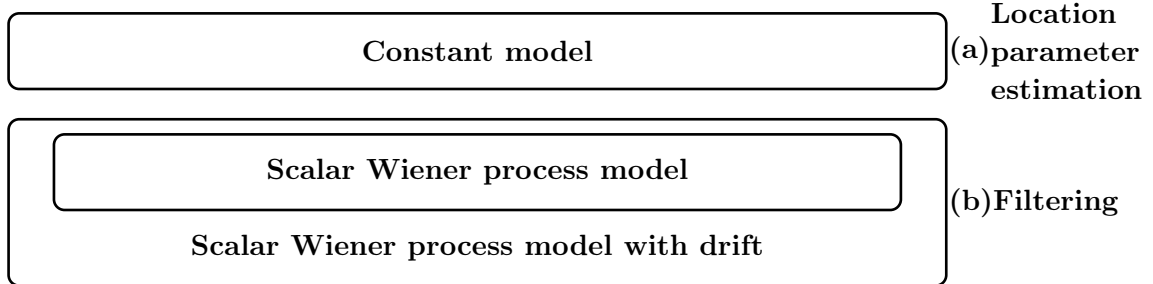 Constant model
(a)
Location
parameter
estimation
Scalar Wiener process model
Scalar Wiener process model with drift
(b)Filtering